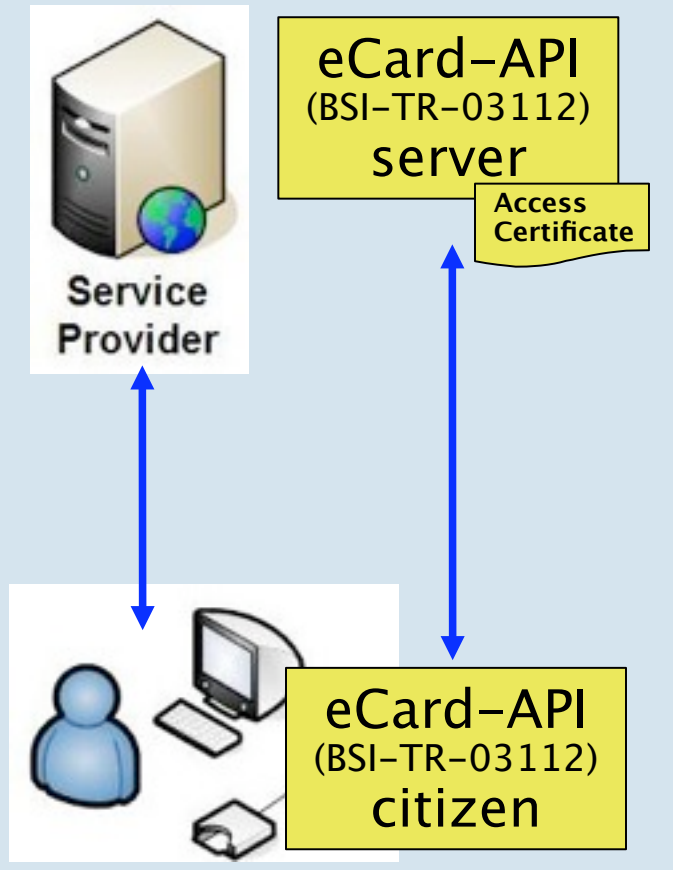 eCard-API
(BSI-TR-03112)
server
Access
Certificate
Service
Provider
eCard-API
(BSI-TR-03112)
citizen